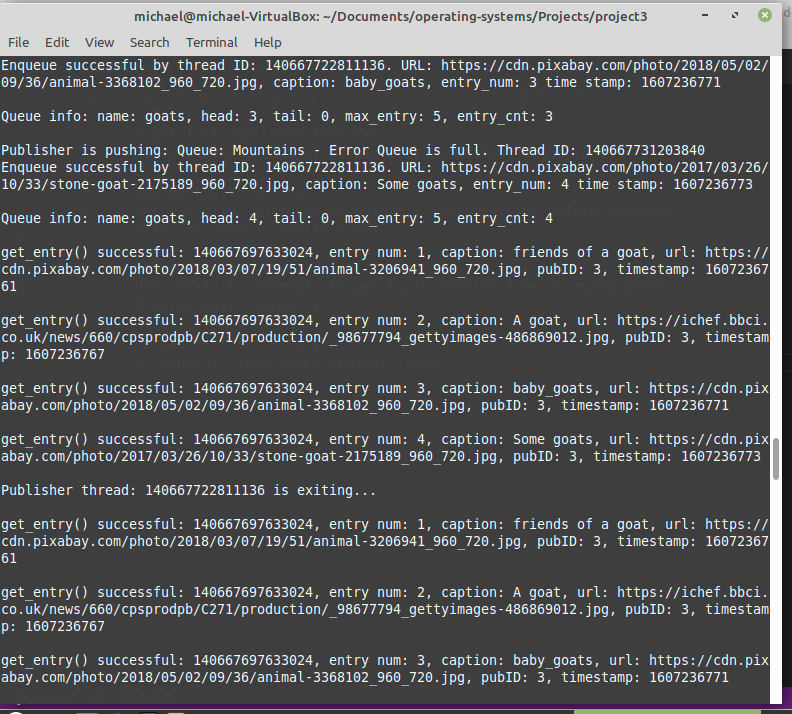 michael@michael-VirtualBox: ~/Documents/operating-systems/Projects/project3
File Edit View Search Terminal Help
Enqueue successful by thread ID: 140667722811136. URL: https://cdn.pixabay.com/photo/2018/05/02/
09/36/animal-3368102_960_720.jpg, caption: baby_goats, entry_num: 3 time stamp: 1607236771
Queue info: name: goats, head: 3, tail: 0, max_entry: 5, entry_cnt: 3
Publisher is pushing: Queue: Mountains - Error Queue is full. Thread ID: 140667731203840
Enqueue successful by thread ID: 140667722811136. URL: https://cdn.pixabay.com/photo/2017/03/26/
10/33/stone-goat-2175189_960_720.jpg, caption: Some goats, entry_num: 4 time stamp: 1607236773
Queue info: name: goats, head: 4, tail: 0, max_entry: 5, entry_cnt: 4
get_entry() successful: 140667697633024, entry num: 1, caption: friends of a goat, url: https://
cdn.pixabay.com/photo/2018/03/07/19/51/animal-3206941_960_720.jpg, pubID: 3, timestamp: 16072367
61
get_entry() successful: 140667697633024, entry num: 2, caption: A goat, url: https://ichef.bbci.
co.uk/news/660/cpsprodpb/C271/production/_98677794_gettyimages-486869012.jpg, pubID: 3, timestam
p: 1607236767
get_entry() successful: 140667697633024, entry num: 3, caption: baby_goats, url: https://cdn.pix
abay.com/photo/2018/05/02/09/36/animal-3368102_960_720.jpg, pubID: 3, timestamp: 1607236771
get_entry() successful: 140667697633024, entry num: 4, caption: Some goats, url: https://cdn.pix
abay.com/photo/2017/03/26/10/33/stone-goat-2175189_960_720.jpg, pubID: 3, timestamp: 1607236773
Publisher thread: 140667722811136 is exiting...
get_entry() successful: 140667697633024, entry num: 1, caption: friends of a goat, url: https://
cdn.pixabay.com/photo/2018/03/07/19/51/animal-3206941_960_720.jpg, pubID: 3, timestamp: 16072367
61
get_entry() successful: 140667697633024, entry num: 2, caption: A goat, url: https://ichef.bbci.
co.uk/news/660/cpsprodpb/C271/production/_98677794_gettyimages-486869012.jpg, pubID: 3, timestam
p: 1607236767
get_entry() successful: 140667697633024, entry num: 3, caption: baby_goats, url: https://cdn.pix
abay.com/photo/2018/05/02/09/36/animal-3368102_960_720.jpg, pubID: 3, timestamp: 1607236771